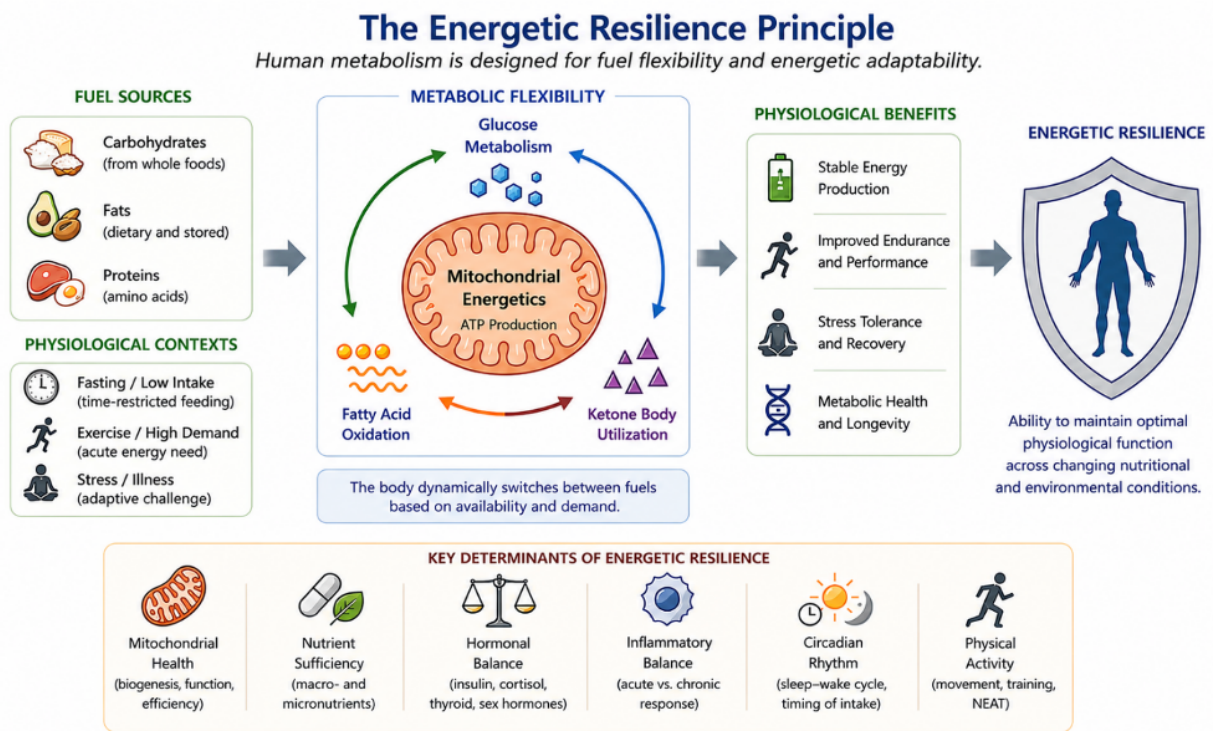 The Energetic Resilience Principle
Human metabolism is designed for fuel flexibility and energetic adaptability.
FUEL SOURCES
Carbohydrates
(from whole foods)
Fats
(dietary and stored)
Proteins
(amino acids)
PHYSIOLOGICAL CONTEXTS
Fasting / Low Intake
(time-restricted feeding)
Exercise / High Demand
(acute energy need)
Stress / Illness
(adaptive challenge)
METABOLIC FLEXIBILITY
Glucose
Metabolism
Mitochondrial
Energetics
ATP Production
Fatty Acid
Oxidation
Ketone Body
Utilization
The body dynamically switches between fuels
based on availability and demand.
PHYSIOLOGICAL BENEFITS
Stable Energy
Production
Improved Endurance
and Performance
Stress Tolerance
and Recovery
Metabolic Health
and Longevity
ENERGETIC RESILIENCE
Ability to maintain optimal
physiological function
across changing nutritional
and environmental conditions.
KEY DETERMINANTS OF ENERGETIC RESILIENCE
Mitochondrial
Health
(biogenesis, function,
efficiency)
Nutrient
Sufficiency
(macro- and
micronutrients)
Hormonal
Balance
(insulin, cortisol,
thyroid, sex hormones)
Inflammatory
Balance
(acute vs. chronic
response)
Circadian
Rhythm
(sleep–wake cycle,
timing of intake)
Physical
Activity
(movement, training,
NEAT)